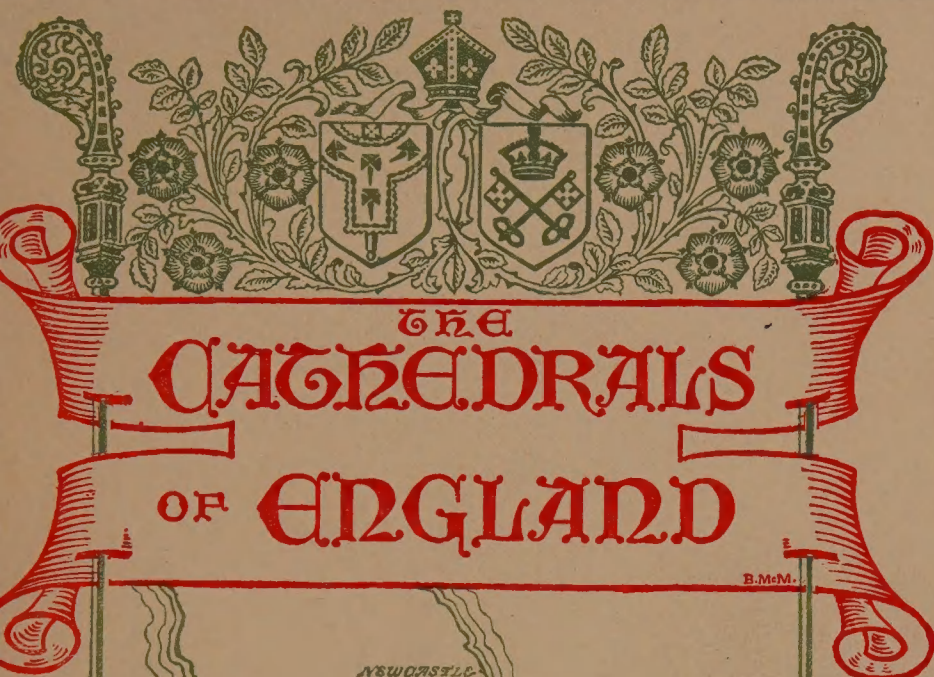 THE
CATHEDRALS
OF ENGLAND
B.McM.
NEWCASTLE